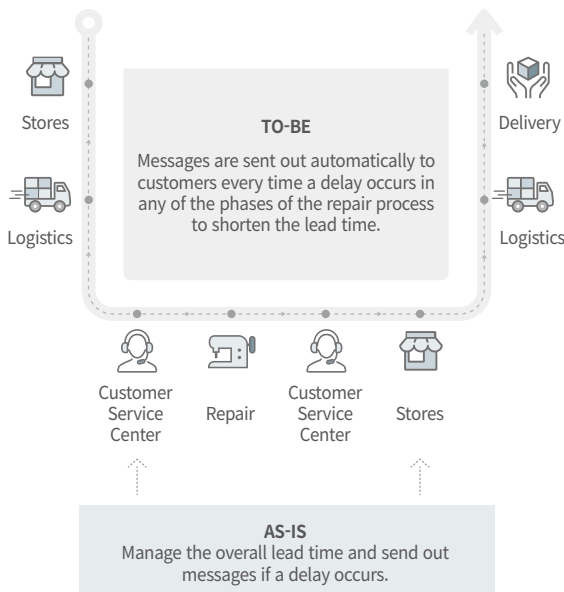 Stores
Delivery
TO-BE
Messages are sent out automatically to
customers every time a delay occurs in
any of the phases of the repair process
to shorten the lead time.
Logistics
Logistics
Customer
Service
Center
Repair
Customer
Service
Center
Stores
AS-IS
Manage the overall lead time and send out
messages if a delay occurs.